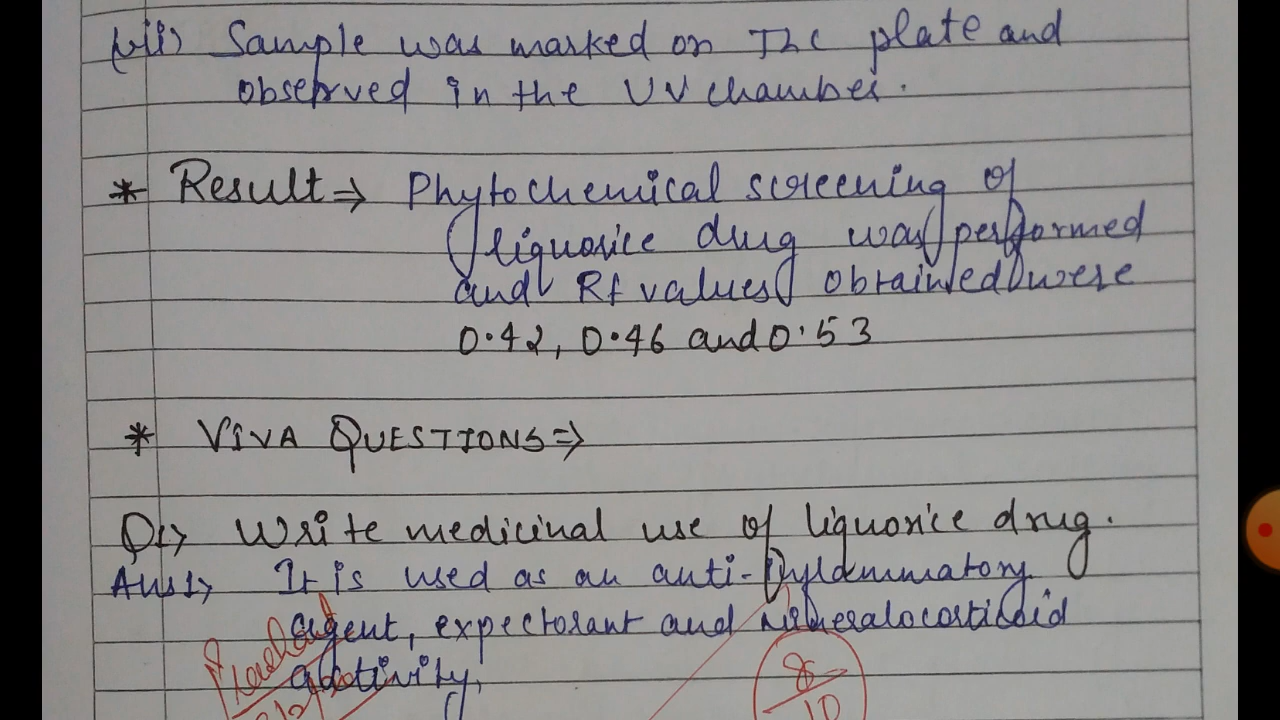 (vii) Sample was marked on TLC plate and
observed in the UV chamber.
* Result ⇒ Phytochemical screening of
liquorice drug was performed
and Rf values obtained were
0.42, 0.46 and 0.53
* VIVA QUESTIONS ⇒
Q1> Write medicinal use of liquorice drug.
Ans1> It is used as an anti-inflammatory
agent, expectorant and mineralocorticoid
activity.
8/10